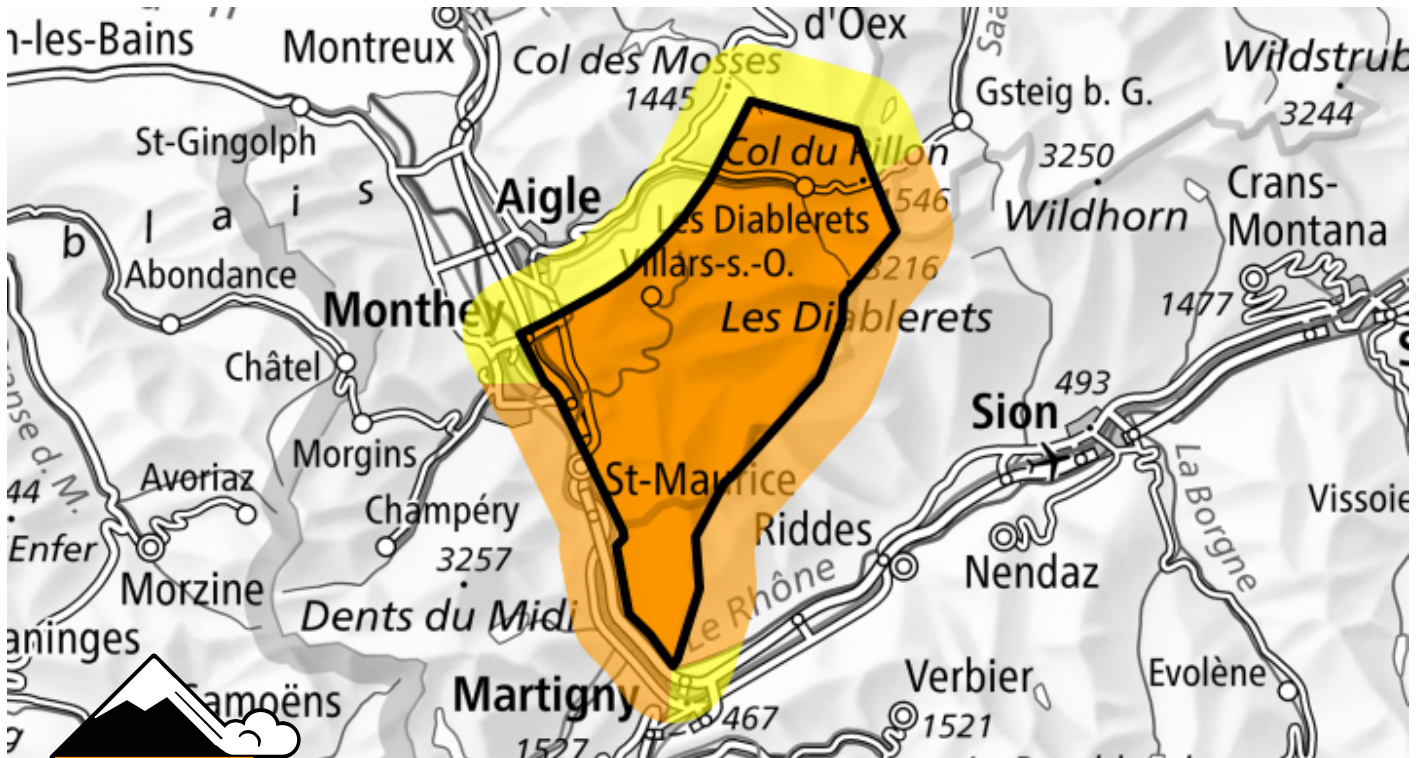 n-les-Bains
Montreux
d'Oex
Saa
Col des Mosses
1445
Wildstrub
3244
Gsteig b. G.
St-Gingolph
Col du Pillon
1546
3250
Wildhorn
Crans-
Montana
1477
b l a i s
Aigle
Les Diablerets
Villars-s.-O.
3216
Les Diablerets
Abondance
Monthey
Châtel
493
Sion
S
Morgins
ranse d. M.
Avoriaz
St-Maurice
La Borgne
44
Enfer
Champéry
3257
Riddes
Vissoie
Nendaz
Morzine
Dents du Midi
Le Rhône
aninges
Samoëns
Martigny
467
Verbier
1521
Evolène
1527
g